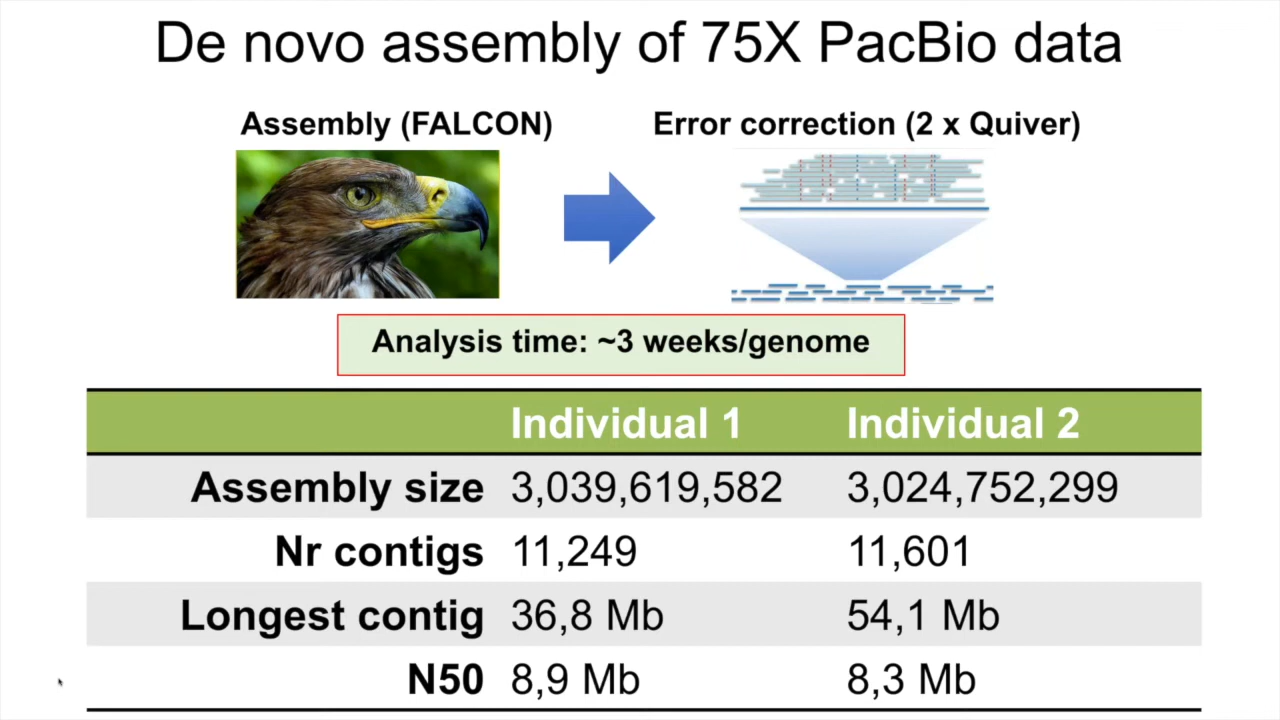 De novo assembly of 75X PacBio data
Assembly (FALCON)
Error correction (2 x Quiver)
Analysis time: ~3 weeks/genome
Individual 1 Individual 2
Assembly size 3,039,619,582 3,024,752,299
Nr contigs 11,249 11,601
Longest contig 36,8 Mb 54,1 Mb
N50 8,9 Mb 8,3 Mb